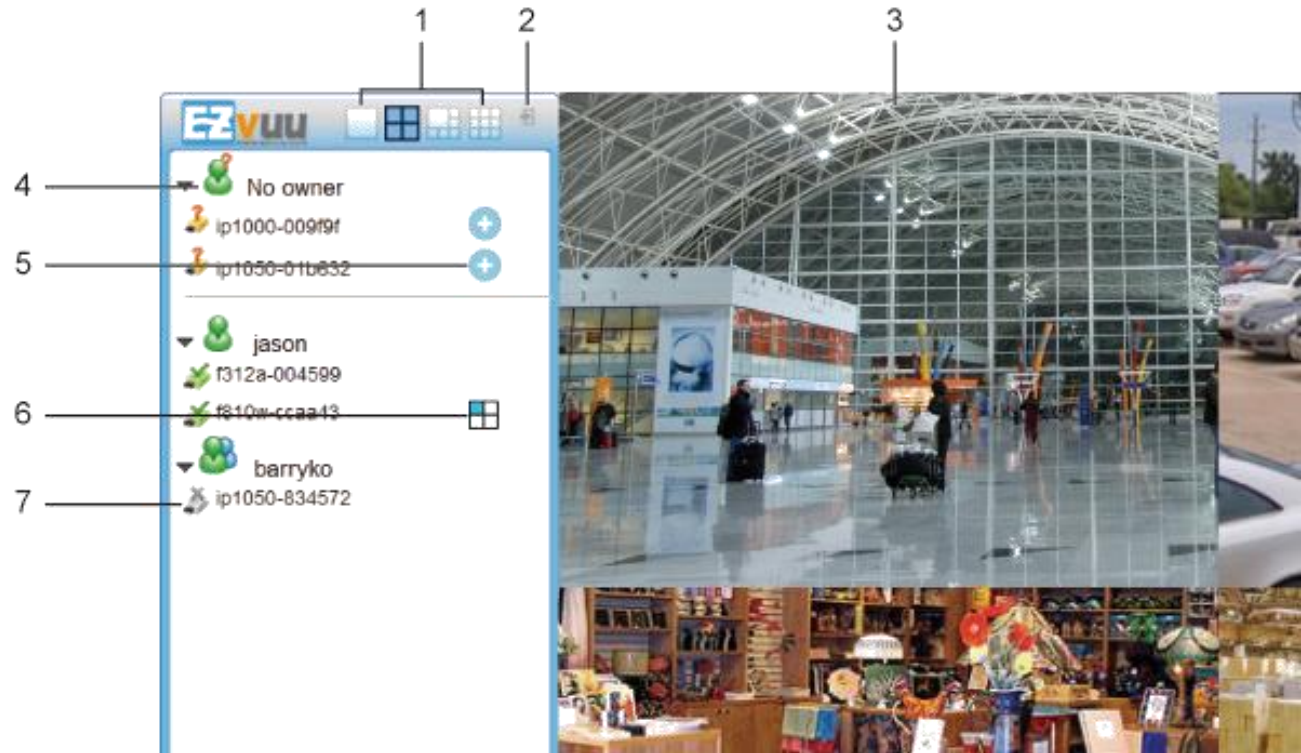 1 2 3
EZvuu
4 No owner
ip1000-009f9f
5 ip1050-01b632
jason
f312a-004599
6 f810w-ccaa43
barryko
7 ip1050-834572